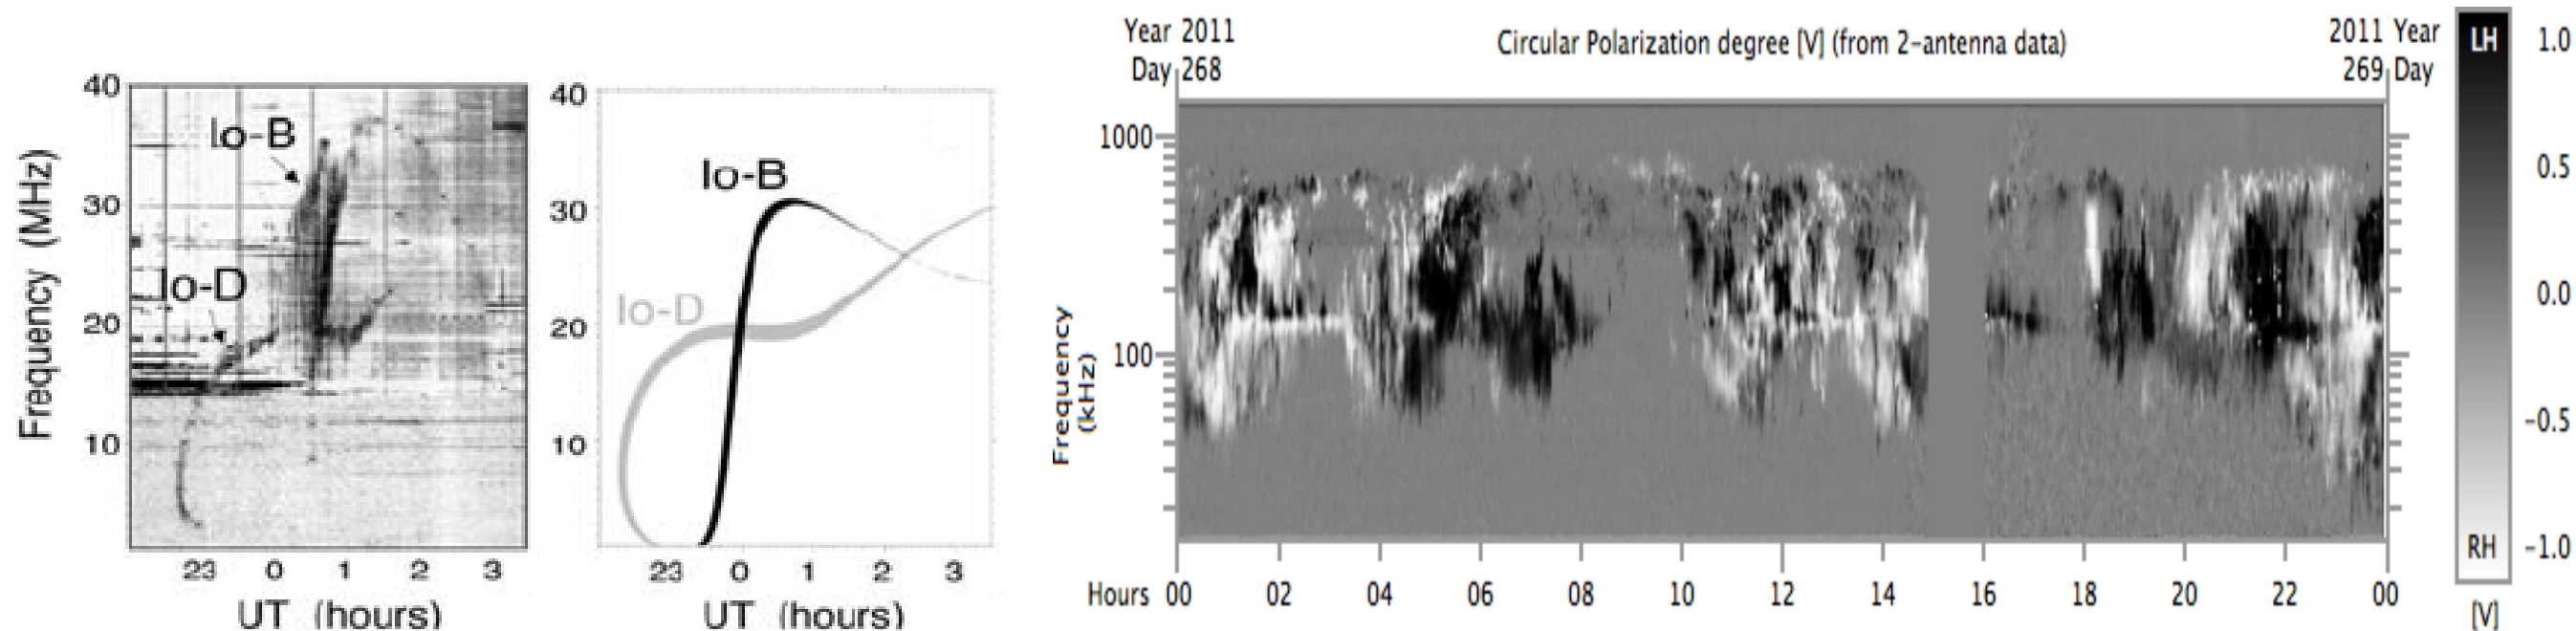 40
30
20
10
Frequency (MHz)
Io-B
Io-D
23 0 1 2 3
UT (hours)
40
30
20
10
Io-B
Io-D
23 0 1 2 3
UT (hours)
Year 2011
Day 268
Circular Polarization degree [V] (from 2-antenna data)
2011 Year
269 Day
1000
100
Frequency
(kHz)
Hours 00 02 04 06 08 10 12 14 16 18 20 22 00
LH
RH
1.0
0.5
0.0
-0.5
-1.0
[V]